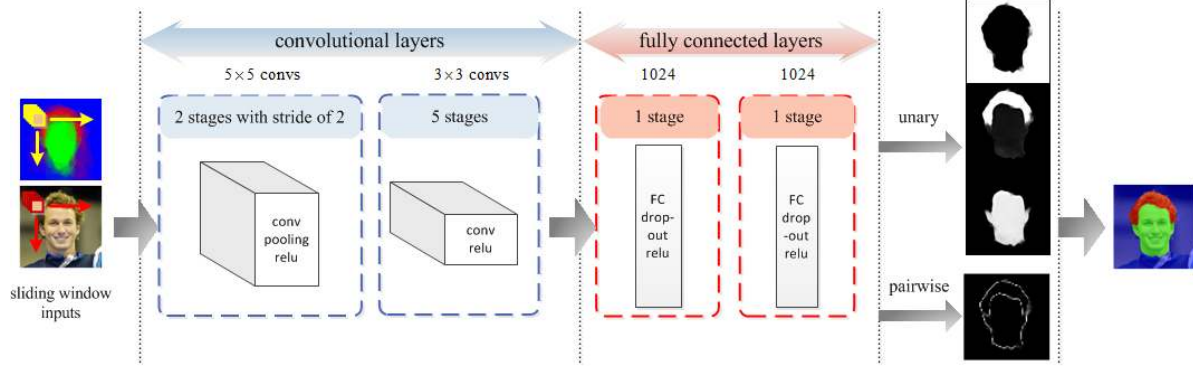 convolutional layers
fully connected layers
5×5 convs
3×3 convs
1024
1024
2 stages with stride of 2
5 stages
1 stage
1 stage
conv
pooling
relu
conv
relu
FC
drop-
out
relu
FC
drop
-out
relu
sliding window
inputs
unary
pairwise